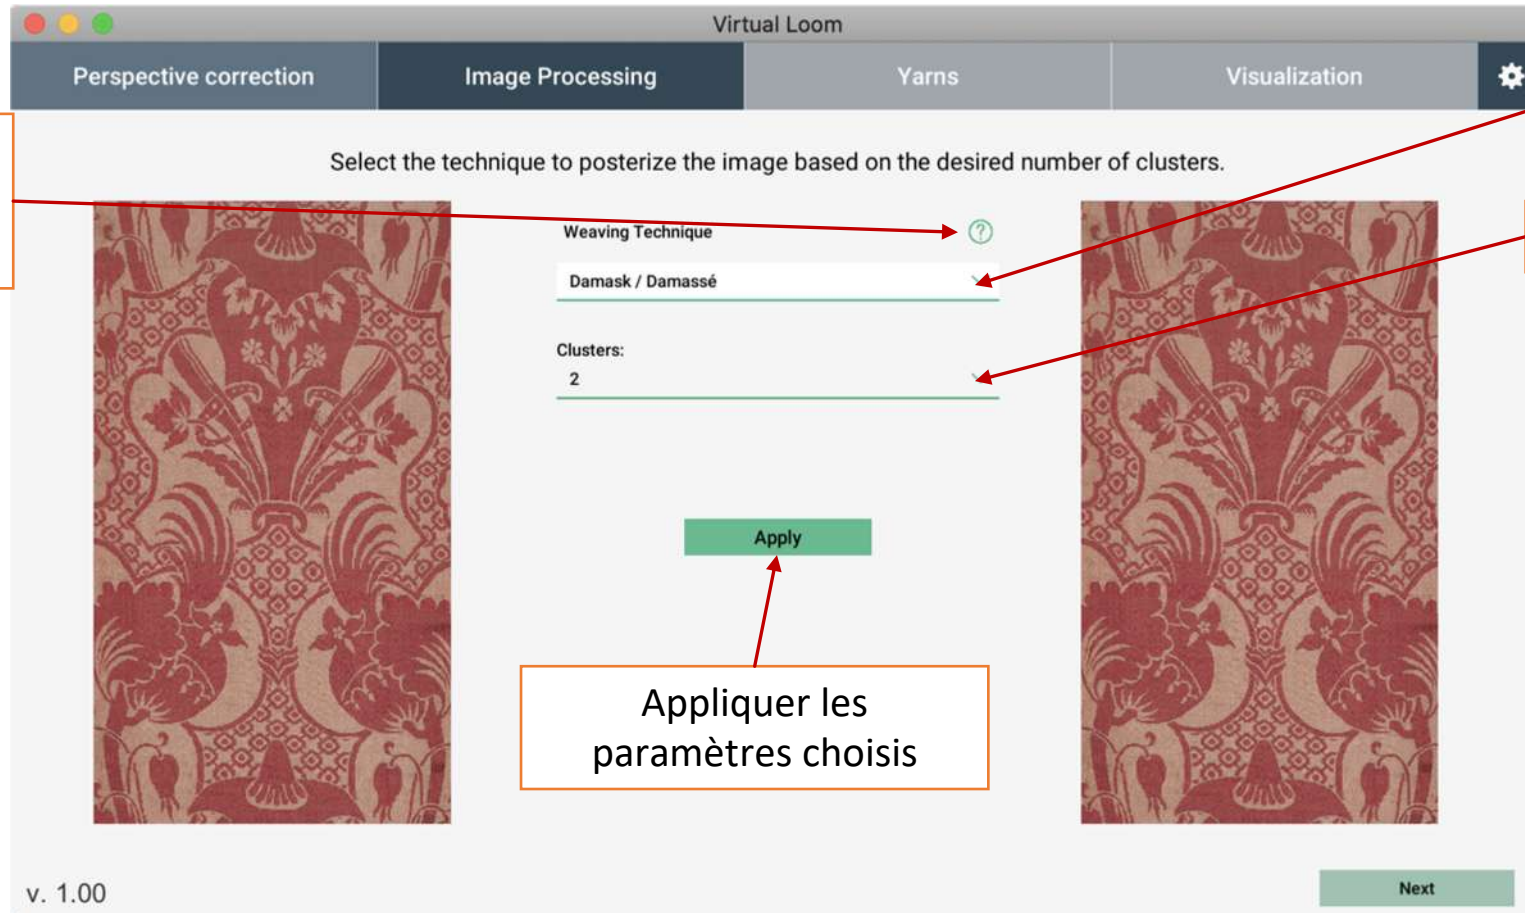 Virtual Loom
Perspective correction
Image Processing
Yarns
Visualization
Select the technique to posterize the image based on the desired number of clusters.
Weaving Technique
?
Damask / Damassé
Clusters:
2
Apply
Appliquer les
paramètres choisis
v. 1.00
Next